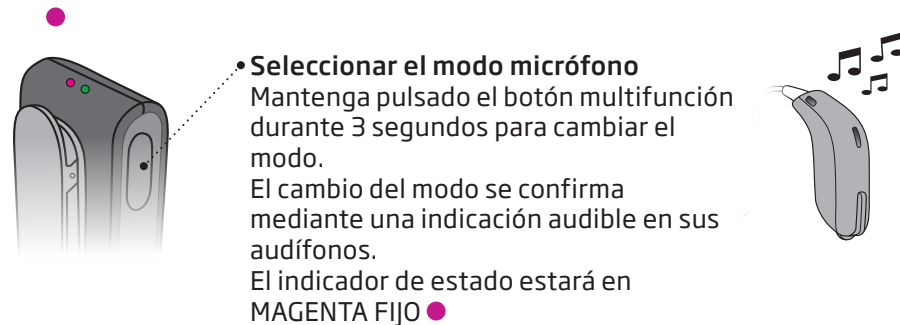 Seleccionar el modo micrófono
Mantenga pulsado el botón multifunción
durante 3 segundos para cambiar el
modo.
El cambio del modo se confirma
mediante una indicación audible en sus
audífonos.
El indicador de estado estará en
MAGENTA FIJO